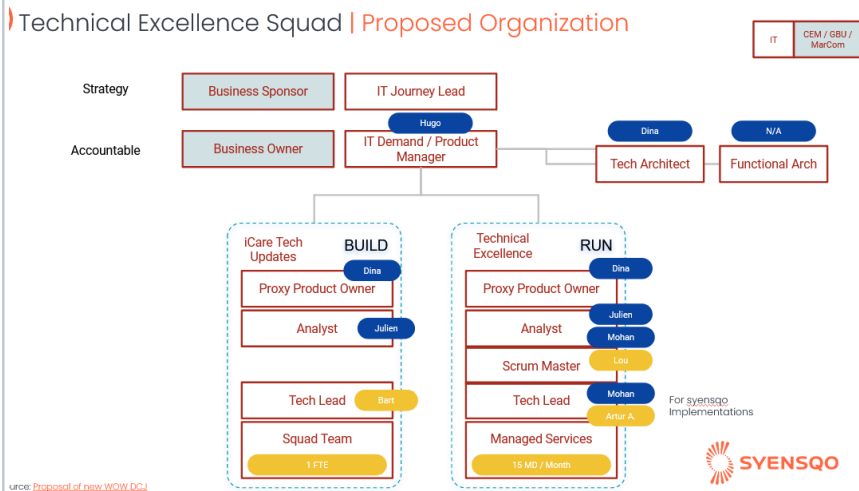 Technical Excellence Squad | Proposed Organization
IT
CEM / GBU /
MarCom
Strategy
Business Sponsor
IT Journey Lead
Hugo
Dina
N/A
Accountable
Business Owner
IT Demand / Product
Manager
Tech Architect
Functional Arch
iCare Tech
Updates
BUILD
Dina
Proxy Product Owner
Analyst
Julien
Tech Lead
Bart
Squad Team
1 FTE
Technical
Excellence
RUN
Dina
Proxy Product Owner
Julien
Analyst
Mohan
Lou
Scrum Master
Mohan
Tech Lead
Artur A.
For syensqo
Implementations
Managed Services
15 MD / Month
SYENSQO
urce: Proposal of new WOW DCJ